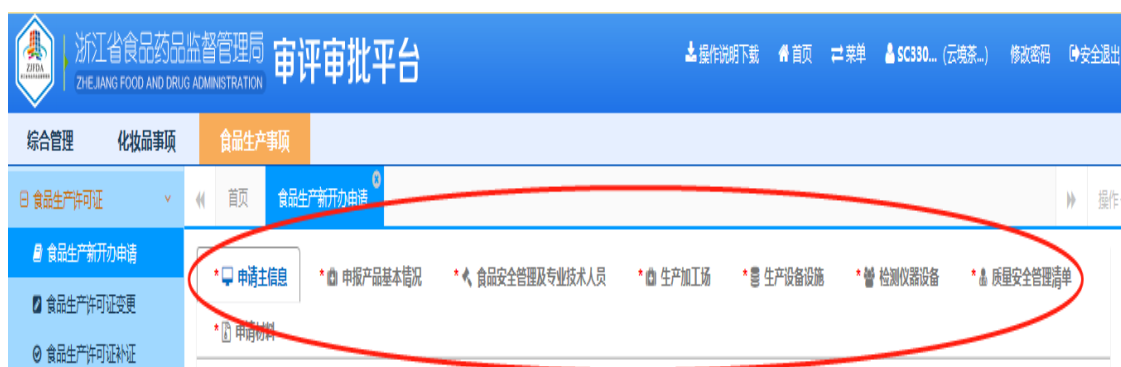 浙江省食品药品监督管理局 审评审批平台
ZHEJIANG FOOD AND DRUG ADMINISTRATION
ZJFDA
操作说明下载 首页 菜单 SC330... (云境茶...) 修改密码 安全退出
综合管理 化妆品事项 食品生产事项
食品生产许可证 首页 食品生产新开办申请 操作
食品生产新开办申请
* 申请主信息 * 申报产品基本情况 * 食品安全管理及专业技术人员 * 生产加工场 * 生产设备设施 * 检测仪器设备 * 质量安全管理清单
食品生产许可证变更
* 申请材料
食品生产许可证补证